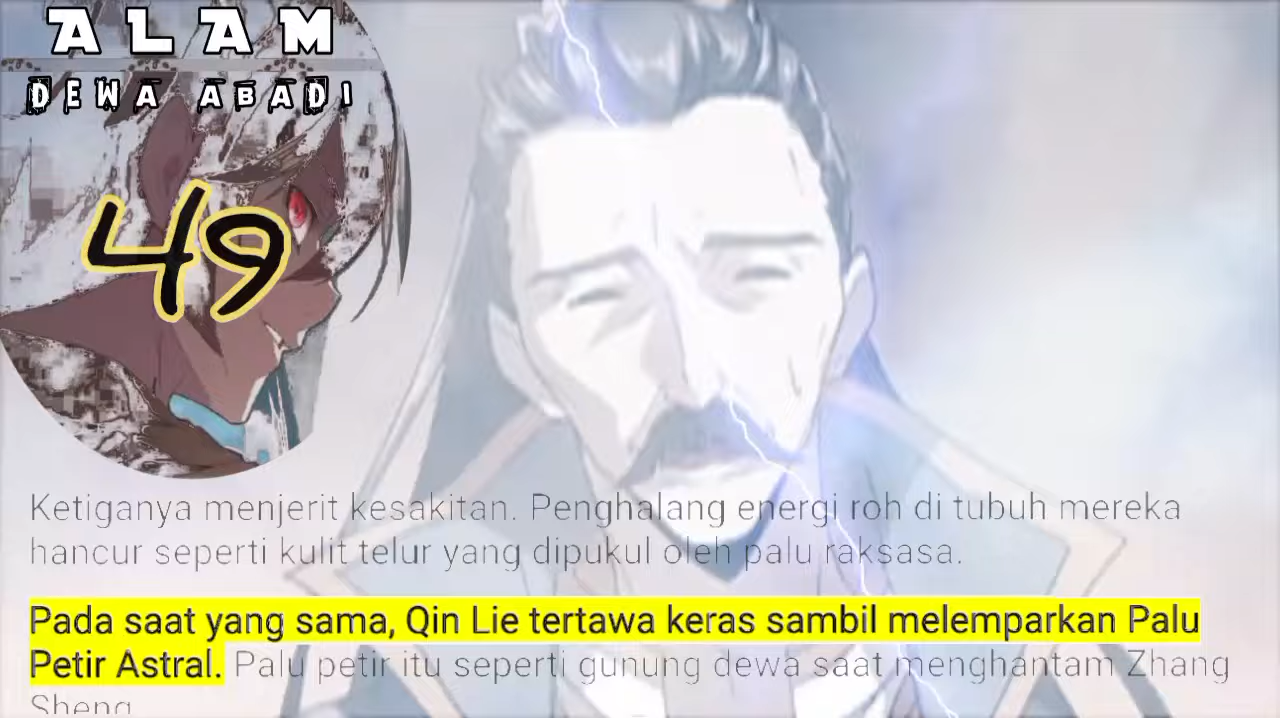 ALAM
DEWA ABADI
49
Ketiganya menjerit kesakitan. Penghalang energi roh di tubuh mereka
hancur seperti kulit telur yang dipukul oleh palu raksasa.
Pada saat yang sama, Qin Lie tertawa keras sambil melemparkan Palu
Petir Astral. Palu petir itu seperti gunung dewa saat menghantam Zhang
Sheng